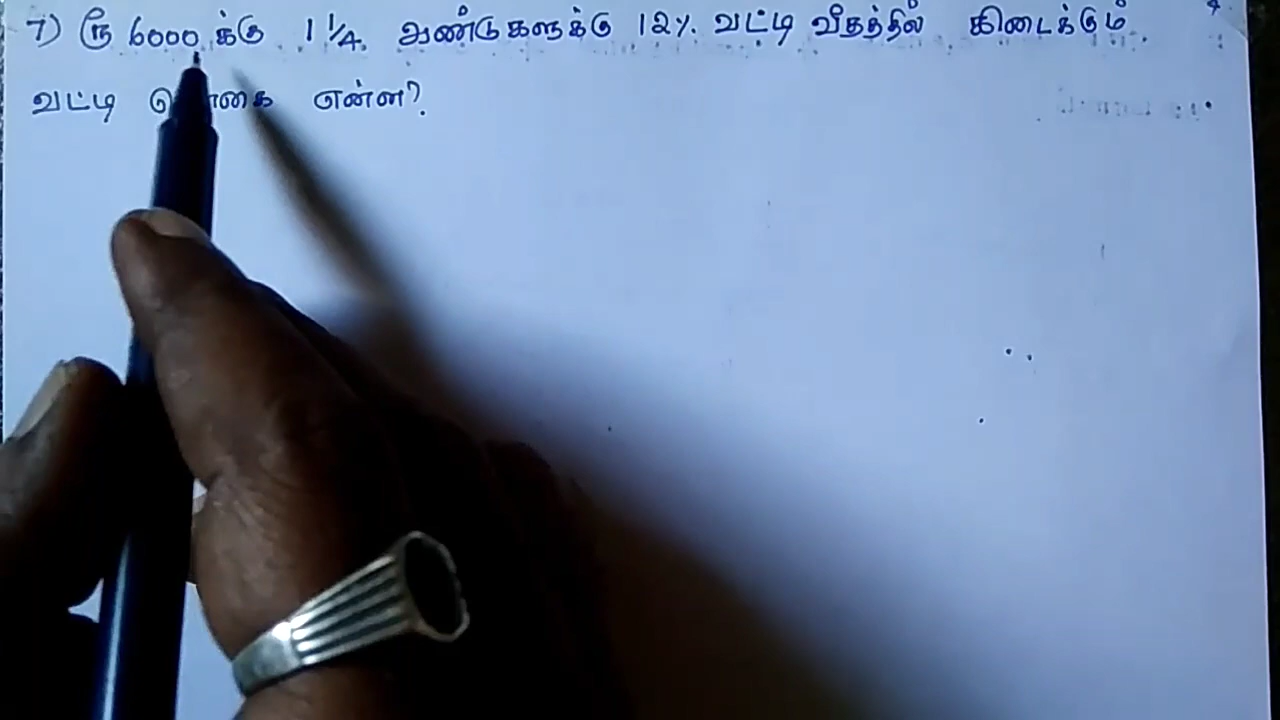 7) ரூ 6000 க்கு 1 1/4 ஆண்டுகளுக்கு 12% வட்டி வீதத்தில் கிடைக்கும்
வட்டி என்ன?